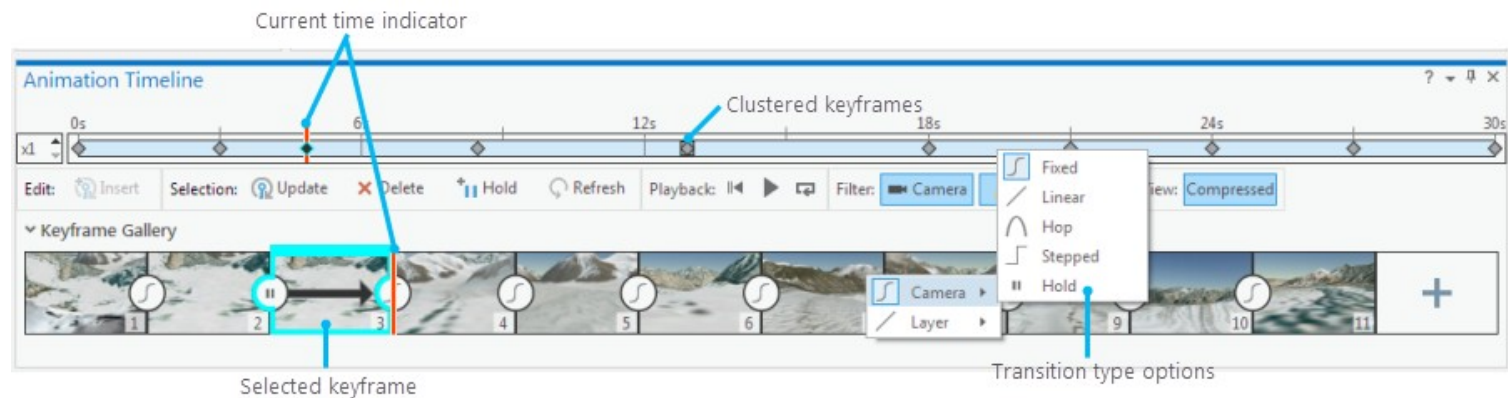 Current time indicator
Animation Timeline
?
Clustered keyframes
0s 6 12s 18s 24s 30s
x1
Edit: Insert Selection: Update Delete Hold Refresh Playback: Filter: Camera Compressed
Fixed
Linear
Hop
Stepped
Hold
Keyframe Gallery
Camera
Layer
1 2 3 4 5 6 9 10 11 +
Selected keyframe
Transition type options